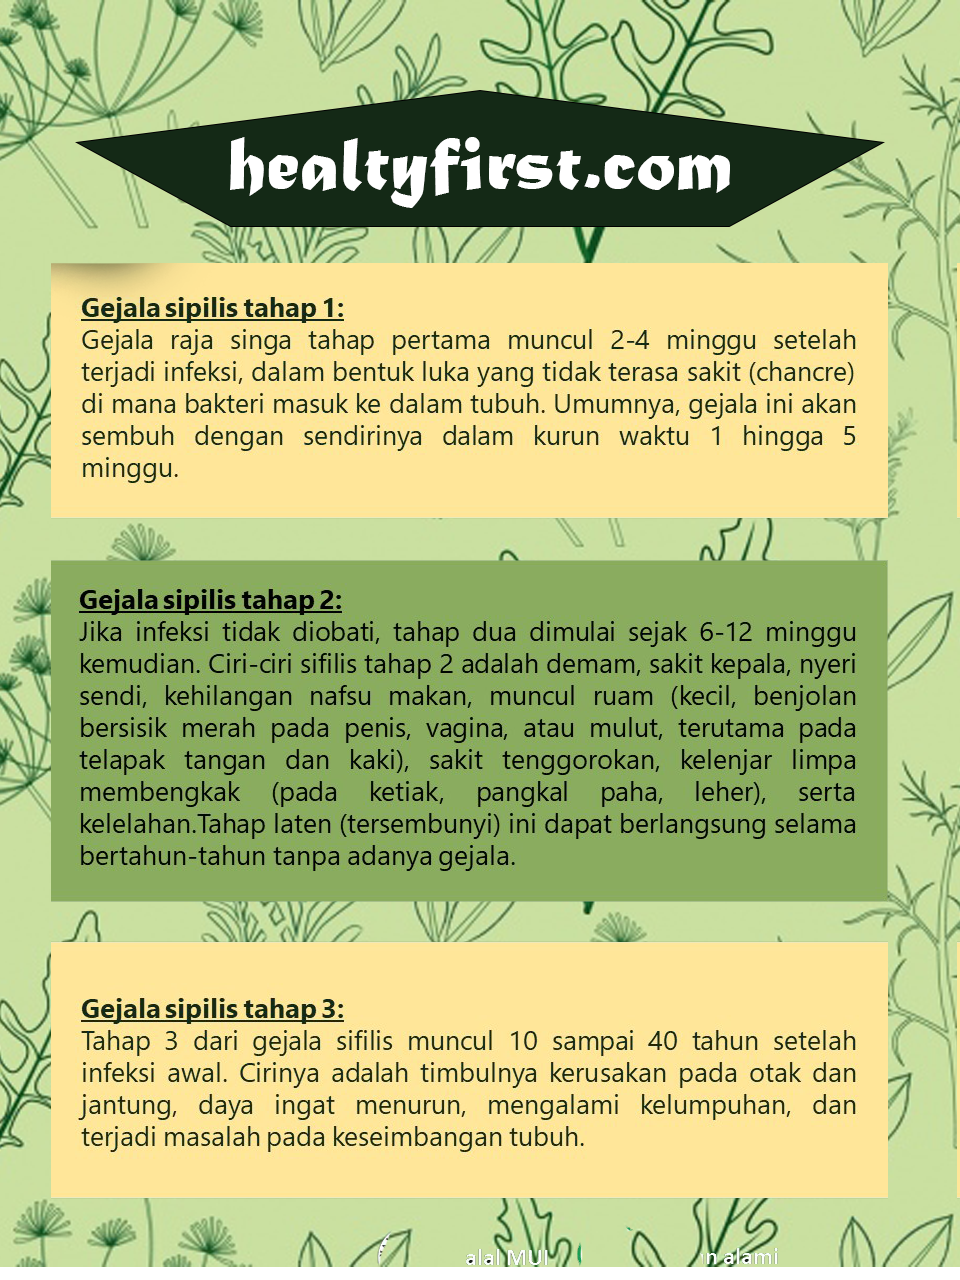 healtyfirst.com
Gejala sipilis tahap 1:
Gejala raja singa tahap pertama muncul 2-4 minggu setelah
terjadi infeksi, dalam bentuk luka yang tidak terasa sakit (chancre)
di mana bakteri masuk ke dalam tubuh. Umumnya, gejala ini akan
sembuh dengan sendirinya dalam kurun waktu 1 hingga 5
minggu.
Gejala sipilis tahap 2:
Jika infeksi tidak diobati, tahap dua dimulai sejak 6-12 minggu
kemudian. Ciri-ciri sifilis tahap 2 adalah demam, sakit kepala, nyeri
sendi, kehilangan nafsu makan, muncul ruam (kecil, benjolan
bersisik merah pada penis, vagina, atau mulut, terutama pada
telapak tangan dan kaki), sakit tenggorokan, kelenjar limpa
membengkak (pada ketiak, pangkal paha, leher), serta
kelelahan.Tahap laten (tersembunyi) ini dapat berlangsung selama
bertahun-tahun tanpa adanya gejala.
Gejala sipilis tahap 3:
Tahap 3 dari gejala sifilis muncul 10 sampai 40 tahun setelah
infeksi awal. Cirinya adalah timbulnya kerusakan pada otak dan
jantung, daya ingat menurun, mengalami kelumpuhan, dan
terjadi masalah pada keseimbangan tubuh.
MUI alami